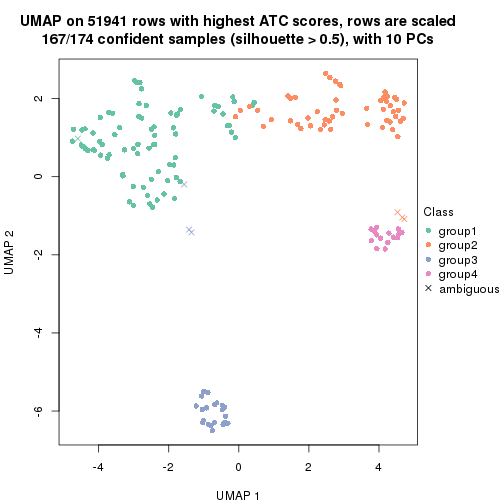 UMAP on 51941 rows with highest ATC scores, rows are scaled
167/174 confident samples (silhouette > 0.5), with 10 PCs
UMAP 2
2
0
-2
-4
-6
-4
-2
0
2
4
UMAP 1
Class
group1
group2
group3
group4
ambiguous